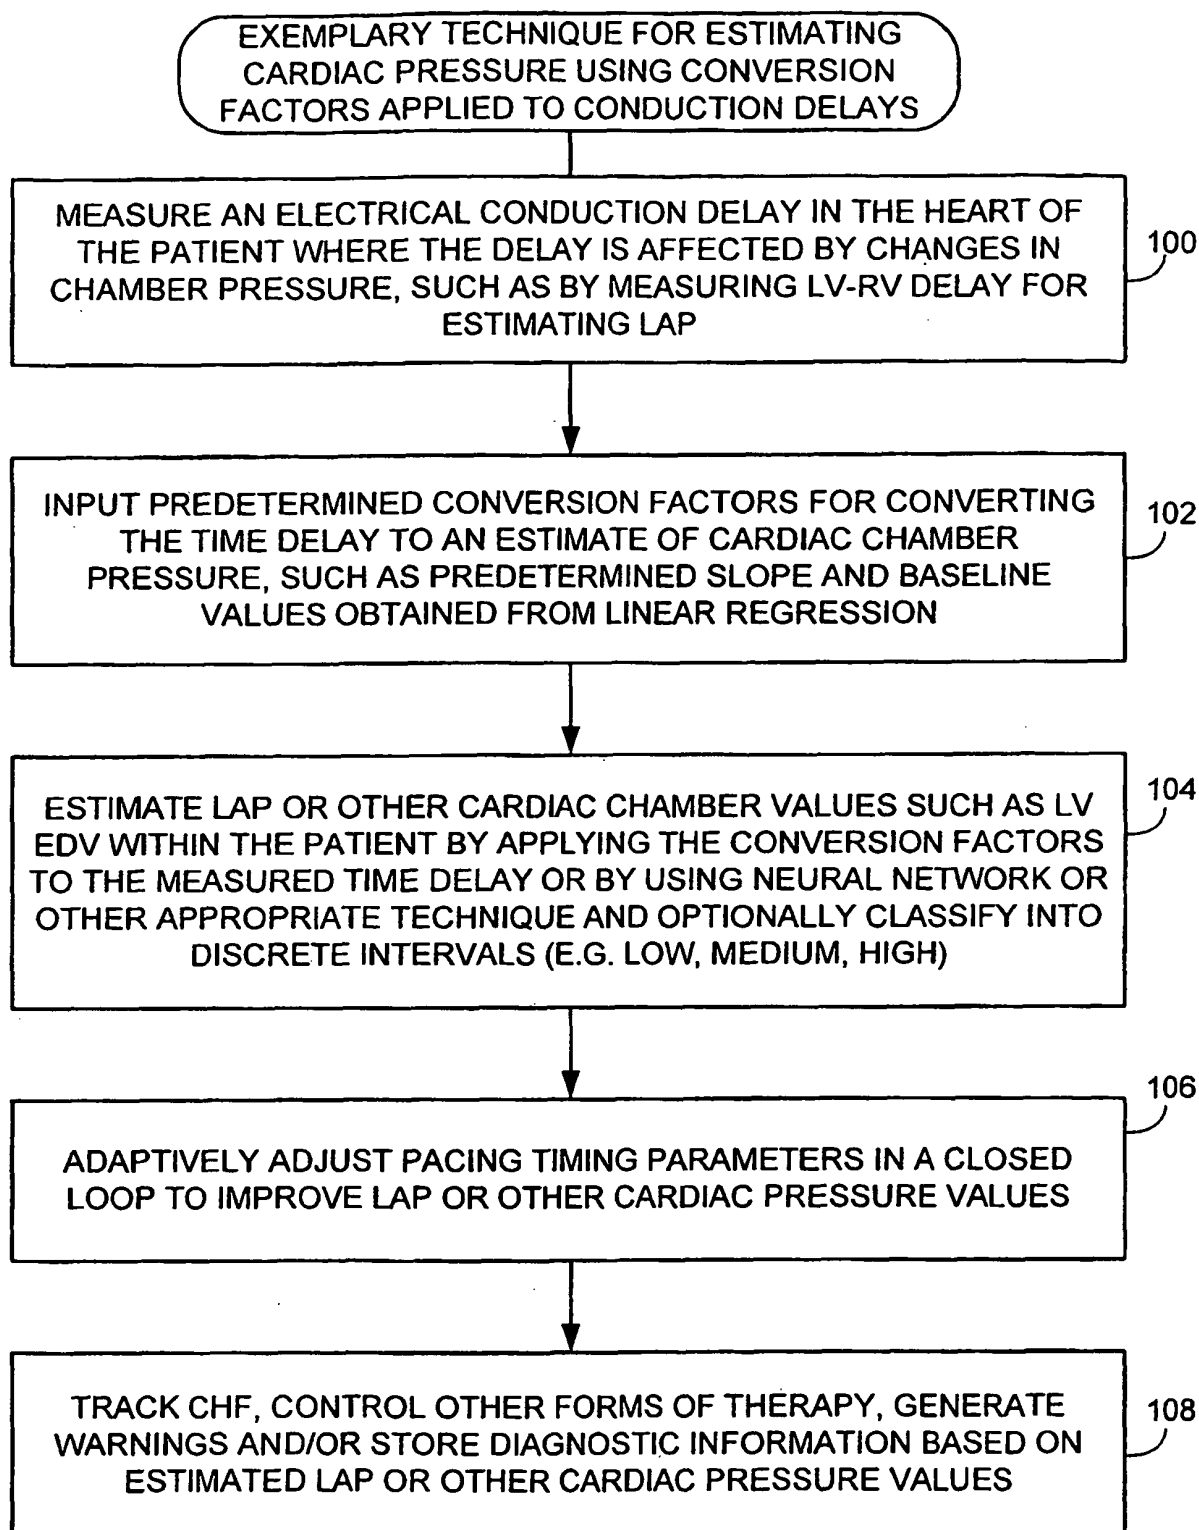 EXEMPLARY TECHNIQUE FOR ESTIMATING
CARDIAC PRESSURE USING CONVERSION
FACTORS APPLIED TO CONDUCTION DELAYS
MEASURE AN ELECTRICAL CONDUCTION DELAY IN THE HEART OF
THE PATIENT WHERE THE DELAY IS AFFECTED BY CHANGES IN
CHAMBER PRESSURE, SUCH AS BY MEASURING LV-RV DELAY FOR
ESTIMATING LAP
100
INPUT PREDETERMINED CONVERSION FACTORS FOR CONVERTING
THE TIME DELAY TO AN ESTIMATE OF CARDIAC CHAMBER
PRESSURE, SUCH AS PREDETERMINED SLOPE AND BASELINE
VALUES OBTAINED FROM LINEAR REGRESSION
102
ESTIMATE LAP OR OTHER CARDIAC CHAMBER VALUES SUCH AS LV
EDV WITHIN THE PATIENT BY APPLYING THE CONVERSION FACTORS
TO THE MEASURED TIME DELAY OR BY USING NEURAL NETWORK OR
OTHER APPROPRIATE TECHNIQUE AND OPTIONALLY CLASSIFY INTO
DISCRETE INTERVALS (E.G. LOW, MEDIUM, HIGH)
104
ADAPTIVELY ADJUST PACING TIMING PARAMETERS IN A CLOSED
LOOP TO IMPROVE LAP OR OTHER CARDIAC PRESSURE VALUES
106
TRACK CHF, CONTROL OTHER FORMS OF THERAPY, GENERATE
WARNINGS AND/OR STORE DIAGNOSTIC INFORMATION BASED ON
ESTIMATED LAP OR OTHER CARDIAC PRESSURE VALUES
108